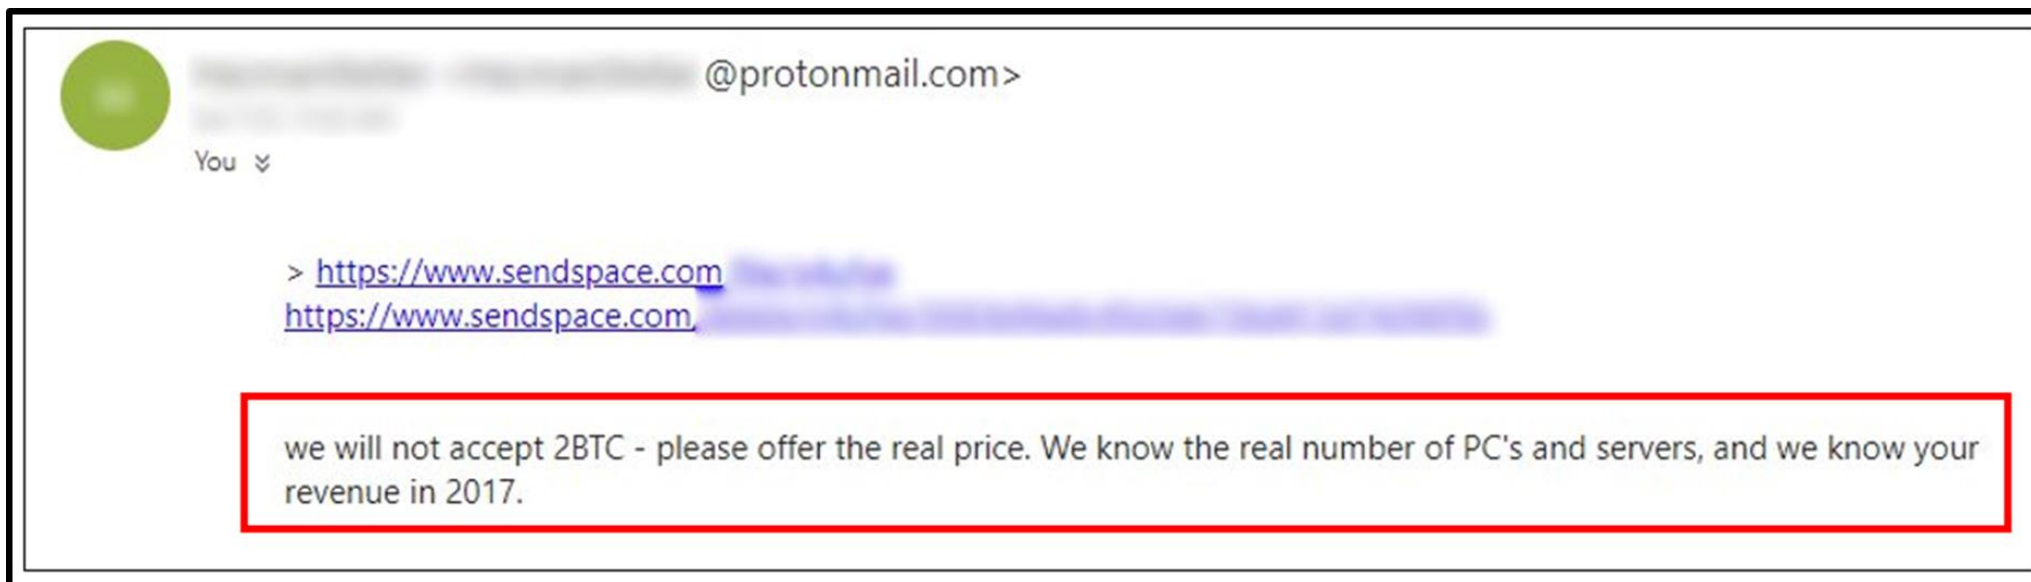 @protonmail.com>
You
> https://www.sendspace.com
https://www.sendspace.com
we will not accept 2BTC - please offer the real price. We know the real number of PC's and servers, and we know your
revenue in 2017.